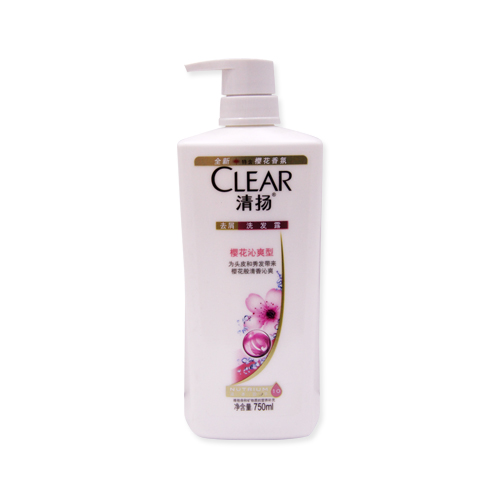 全新 樱花香氛
CLEAR
清扬
去屑 洗发露
樱花沁爽型
为头皮和秀发带来
樱花般清香沁爽
净含量:750ml